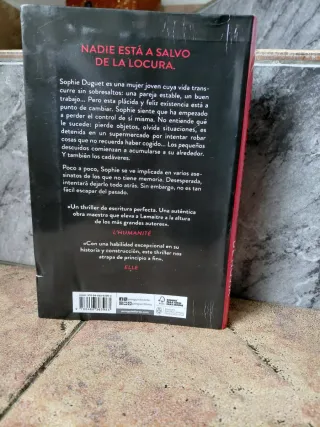 NADIE ESTÁ A SALVO
DE LA LOCURA.
Sophie Duguet es una mujer joven cuya vida trans-
curre sin sobresaltos: una pareja estable, un buen
trabajo... Pero esta plácida y feliz existencia está a
punto de cambiar. Sophie siente que ha empezado
a perder el control de sí misma. No entiende qué
le sucede: pierde objetos, olvida situaciones, es
detenida en un supermercado por intentar robar
cosas que no recuerda haber cogido... Los pequeños
descuidos comienzan a acumularse a su alrededor.
Y también los cadáveres.
Poco a poco, Sophie se ve implicada en varios ase-
sinatos de los que no tiene memoria. Desesperada,
intentará dejarlo todo atrás. Sin embargo, no es tan
fácil escapar del pasado.
«Un thriller de escritura perfecta. Una auténtica
obra maestra que eleva a Lemaitre a la altura
de los más grandes autores».
L'HUMANITÉ
«Con una habilidad excepcional en su
historia y construcción, este thriller nos
atrapa de principio a fin».
ELLE